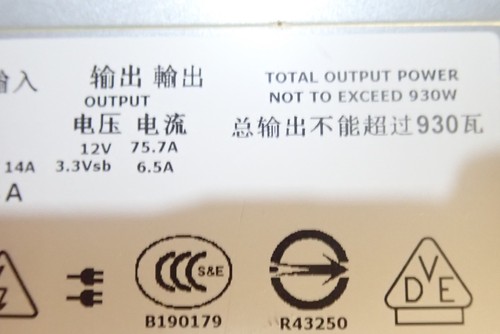 输入 输出 輸出 TOTAL OUTPUT POWER
OUTPUT NOT TO EXCEED 930W
电压 电流 总输出不能超过930瓦
12V 75.7A
14A 3.3Vsb 6.5A
A
CCC S&E VDE
B190179 R43250